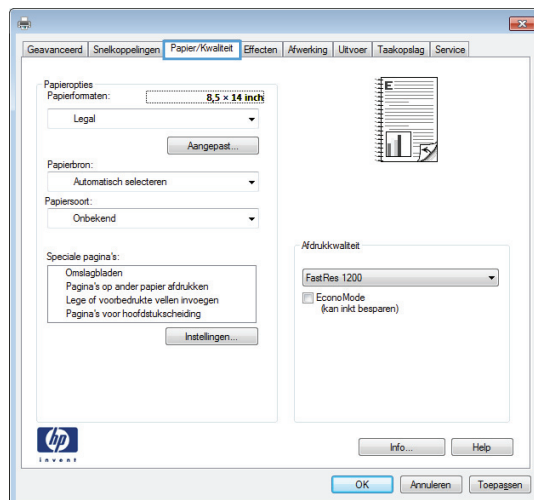 Geavanceerd Snelkoppelingen Papier/Kwaliteit Effecten Afwerking Uitvoer Taakopslag Service
Papieropties
Papierformaten: 8,5 × 14 inch
Legal
Aangepast...
Papierbron:
Automatisch selecteren
Papiersoort:
Onbekend
Speciale pagina's:
Omslagbladen
Pagina's op ander papier afdrukken
Lege of voorbedrukte vellen invoegen
Pagina's voor hoofdstukscheiding
Instellingen...
E
Afdrukkwaliteit
FastRes 1200
EconoMode
(kan inkt besparen)
hp
invent
Info... Help
OK Annuleren Toepassen